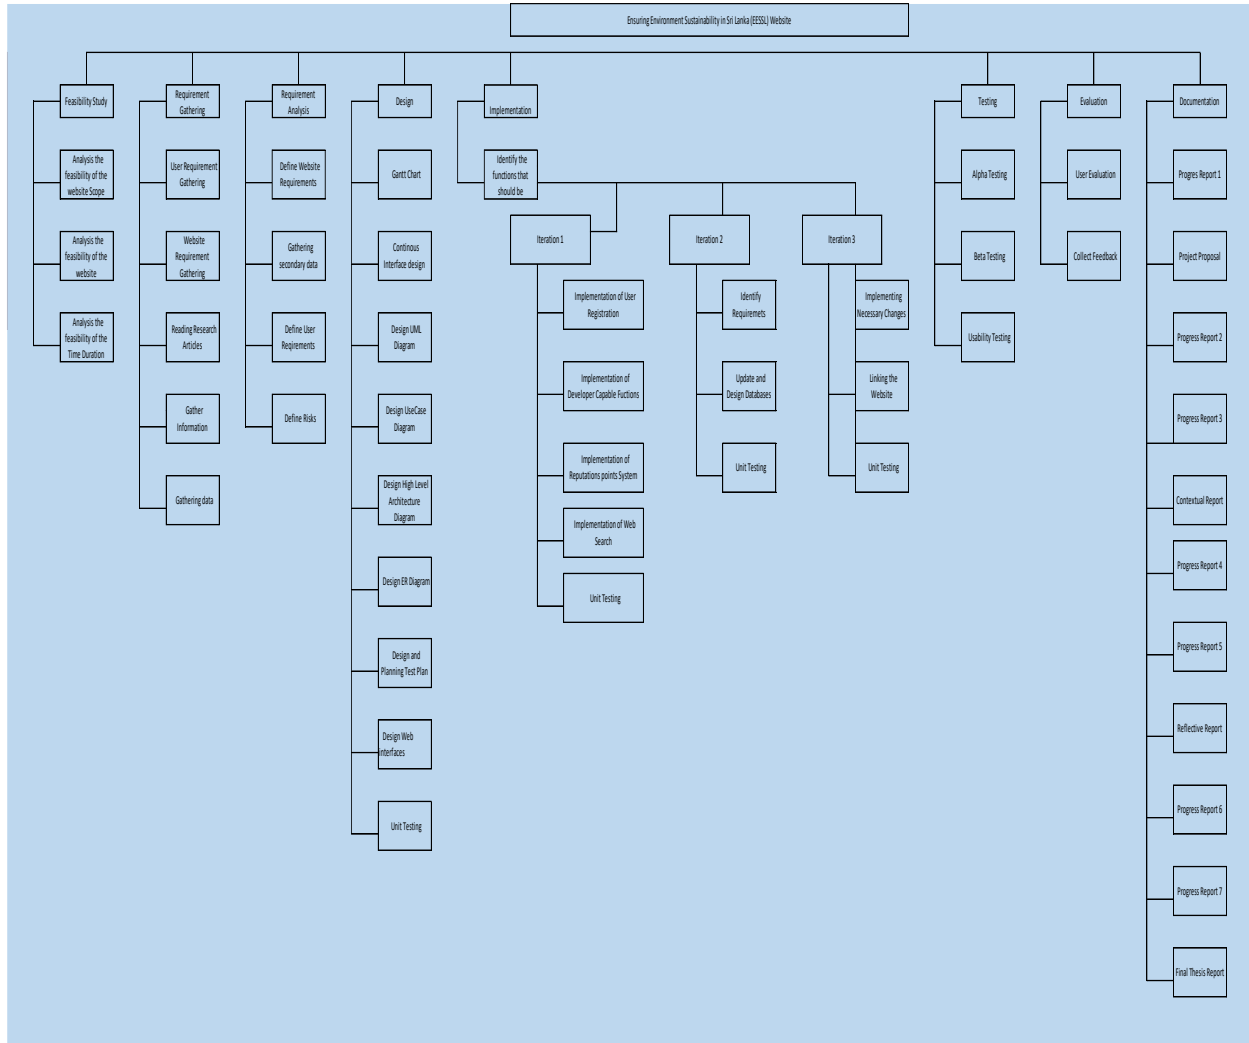 Ensuring Environment Sustainability in Sri Lanka (EESSL) Website
Feasibility Study
Analysis the
feasibility of the
website Scope
Analysis the
feasibility of the
website
Analysis the
feasibility of the
Time Duration
Requirement
Gathering
User Requirement
Gathering
Website
Requirement
Gathering
Reading Research
Articles
Gather
Information
Gathering data
Requirement
Analysis
Define Website
Requirements
Gathering
secondary data
Define User
Reqirements
Define Risks
Design
Gantt Chart
Continous
Interface design
Design UML
Diagram
Design UseCase
Diagram
Design High Level
Architecture
Diagram
Design ER Diagram
Design and
Planning Test Plan
Design Web
interfaces
Unit Testing
Implementation
Identify the
functions that
should be
Iteration 1
Implementation of User
Registration
Implementation of
Developer Capable Fuctions
Implementation of
Reputations points System
Implementation of Web
Search
Unit Testing
Iteration 2
Identify
Requiremets
Update and
Design Databases
Unit Testing
Iteration 3
Implementing
Necessary Changes
Linking the
Website
Unit Testing
Testing
Alpha Testing
Beta Testing
Usability Testing
Evaluation
User Evaluation
Collect Feedback
Documentation
Progres Report 1
Project Proposal
Progress Report 2
Progress Report 3
Contextual Report
Progress Report 4
Progress Report 5
Reflective Report
Progress Report 6
Progress Report 7
Final Thesis Report